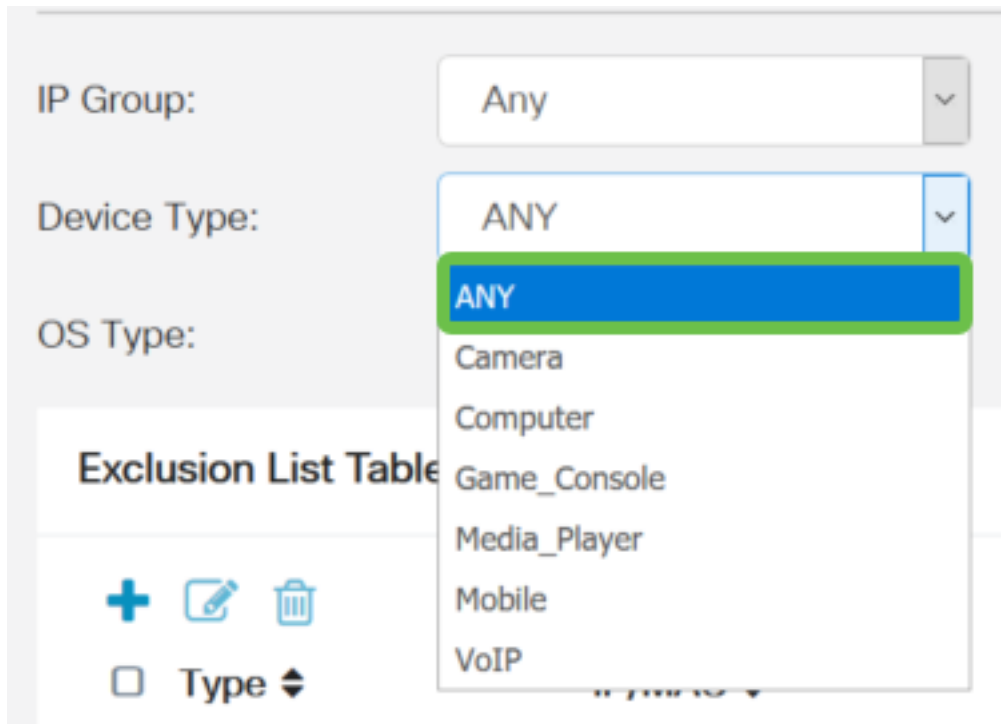 IP Group: Any
Device Type: ANY
ANY
OS Type:
Camera
Computer
Exclusion List Table
Game_Console
Media_Player
Mobile
VoIP
Type